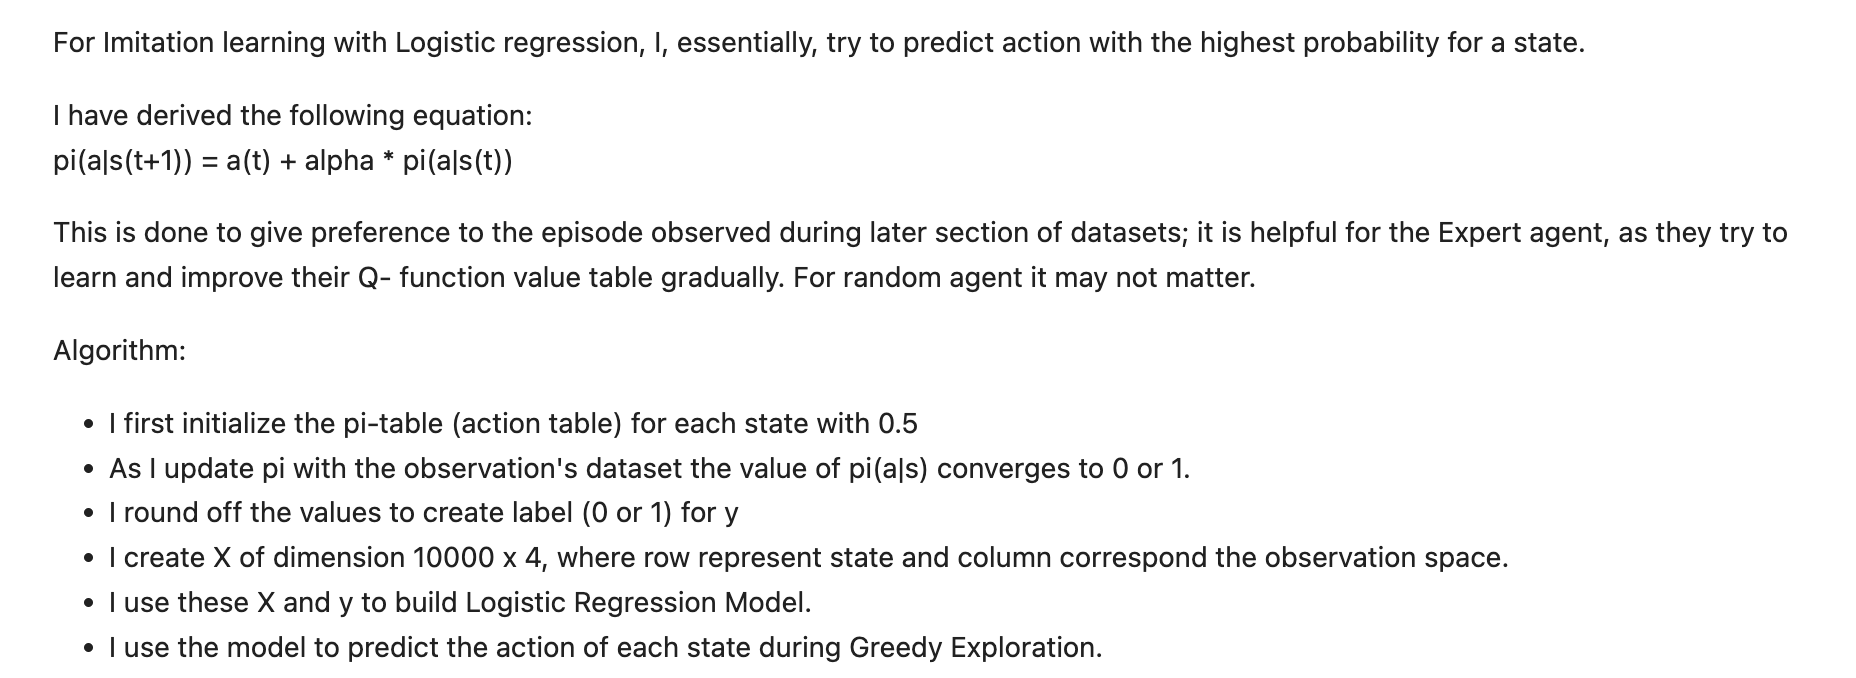 For Imitation learning with Logistic regression, I, essentially, try to predict action with the highest probability for a state.
I have derived the following equation:
pi(a|s(t+1)) = a(t) + alpha * pi(a|s(t))
This is done to give preference to the episode observed during later section of datasets; it is helpful for the Expert agent, as they try to
learn and improve their Q- function value table gradually. For random agent it may not matter.
Algorithm:
• I first initialize the pi-table (action table) for each state with 0.5
• As I update pi with the observation's dataset the value of pi(a|s) converges to 0 or 1.
• I round off the values to create label (0 or 1) for y
• I create X of dimension 10000 x 4, where row represent state and column correspond the observation space.
• I use these X and y to build Logistic Regression Model.
• I use the model to predict the action of each state during Greedy Exploration.